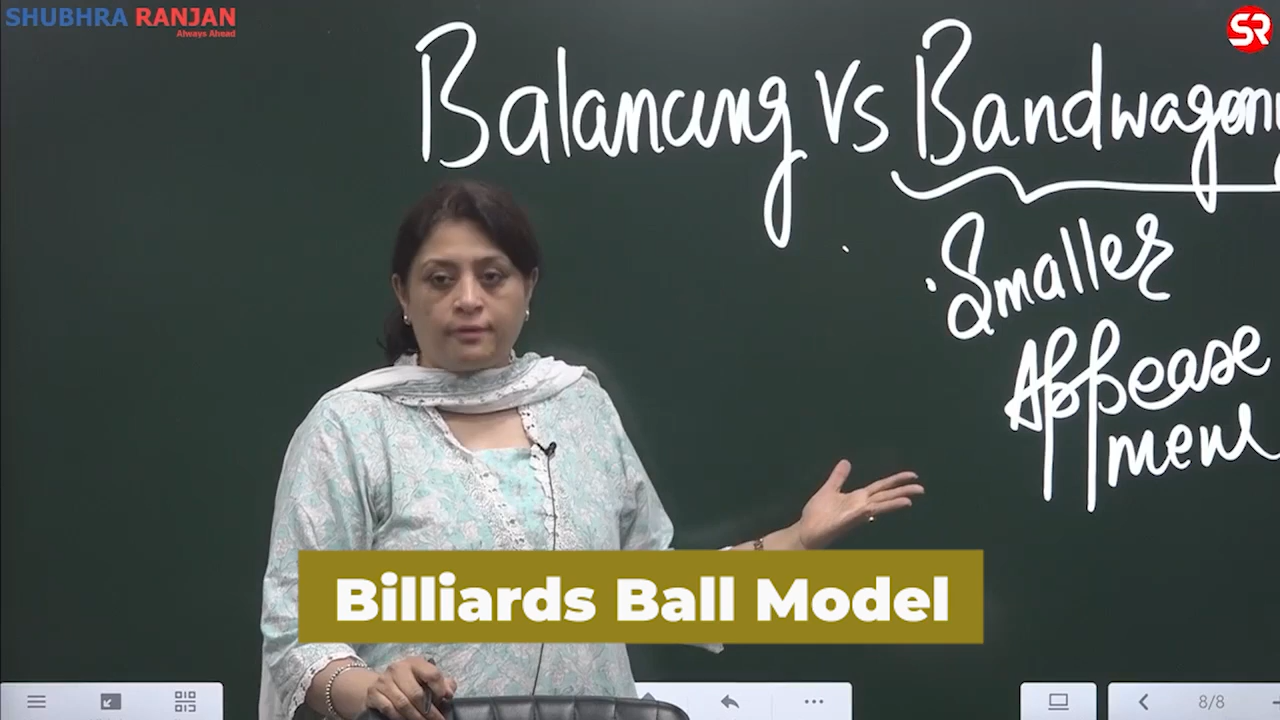 SHUBHRA RANJAN
Always Ahead
SR
Balancing Vs Bandwagoni
Smaller
Appease
ment
Billiards Ball Model
8/8